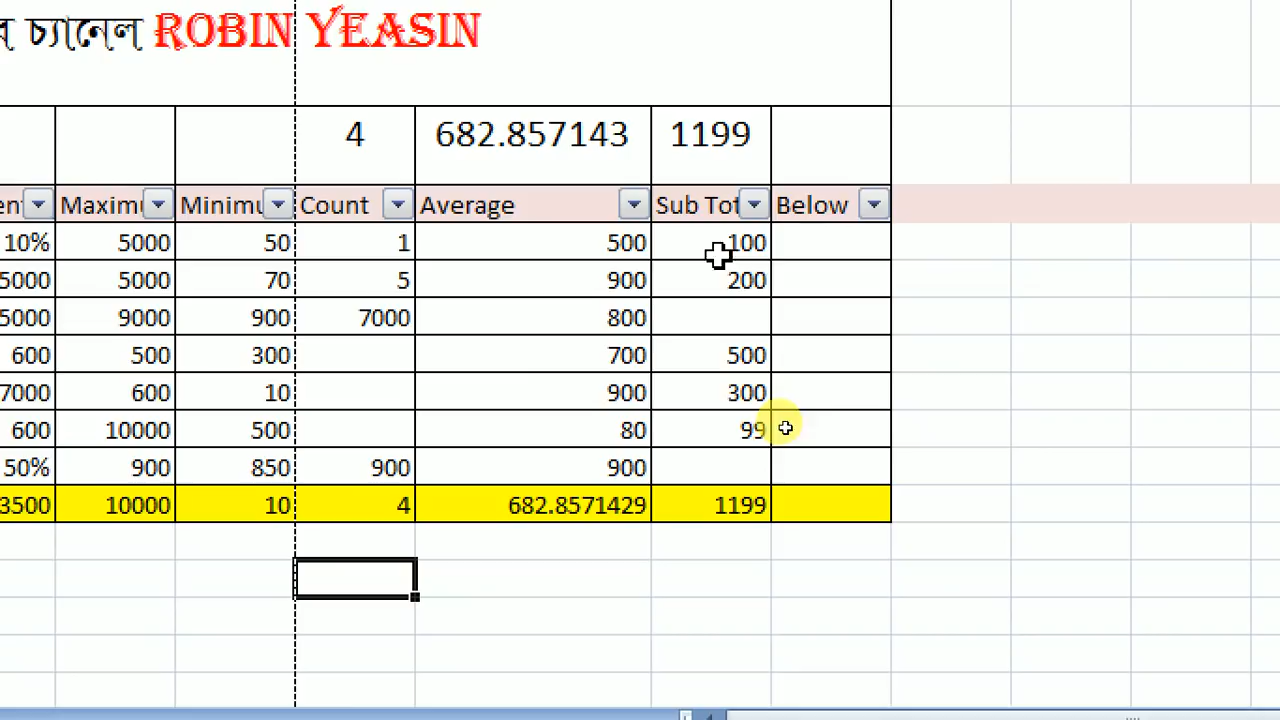 চ্যানেল ROBIN YEASIN
4 682.857143 1199
Maximu Minimu Count Average Sub Tot Below
10% 5000 50 1 500 100
5000 5000 70 5 900 200
5000 9000 900 7000 800
600 500 300 700 500
7000 600 10 900 300
600 10000 500 80 99
50% 900 850 900 900
3500 10000 10 4 682.8571429 1199